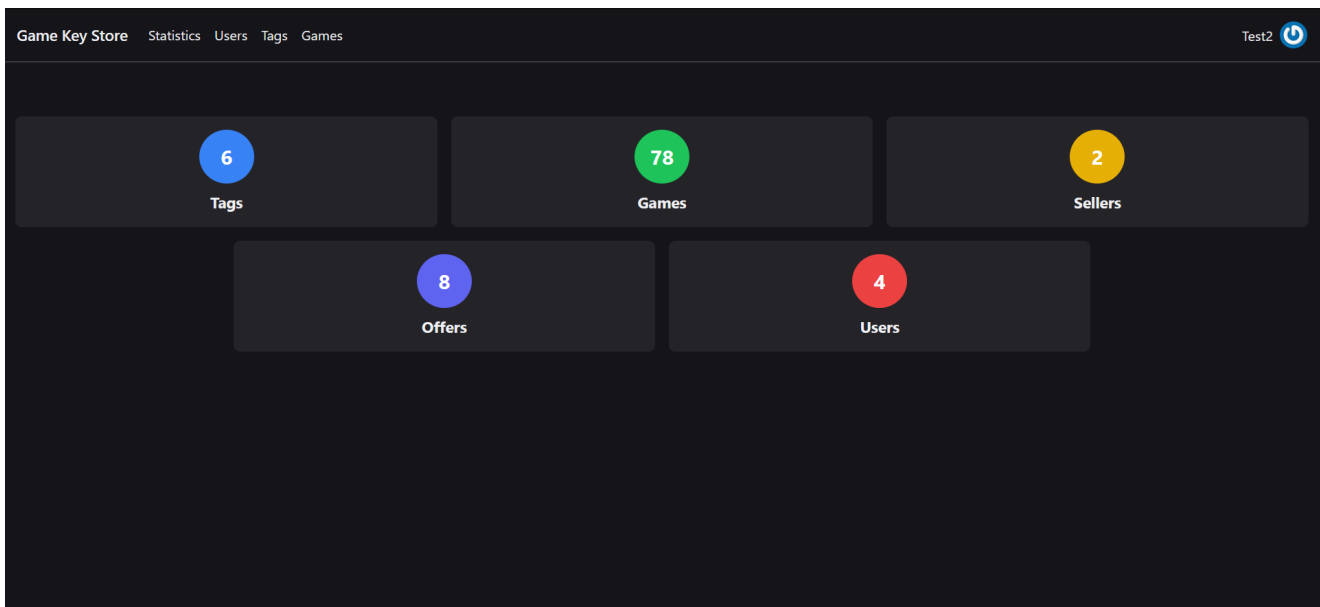 Game Key Store Statistics Users Tags Games Test2
6
Tags
78
Games
2
Sellers
8
Offers
4
Users